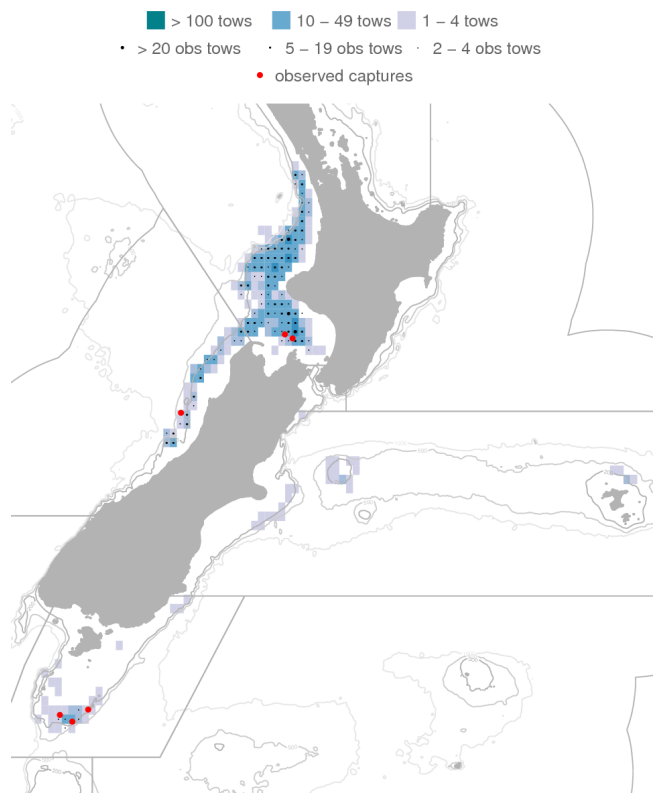 > 100 tows 10 − 49 tows 1 − 4 tows
> 20 obs tows 5 − 19 obs tows 2 − 4 obs tows
observed captures